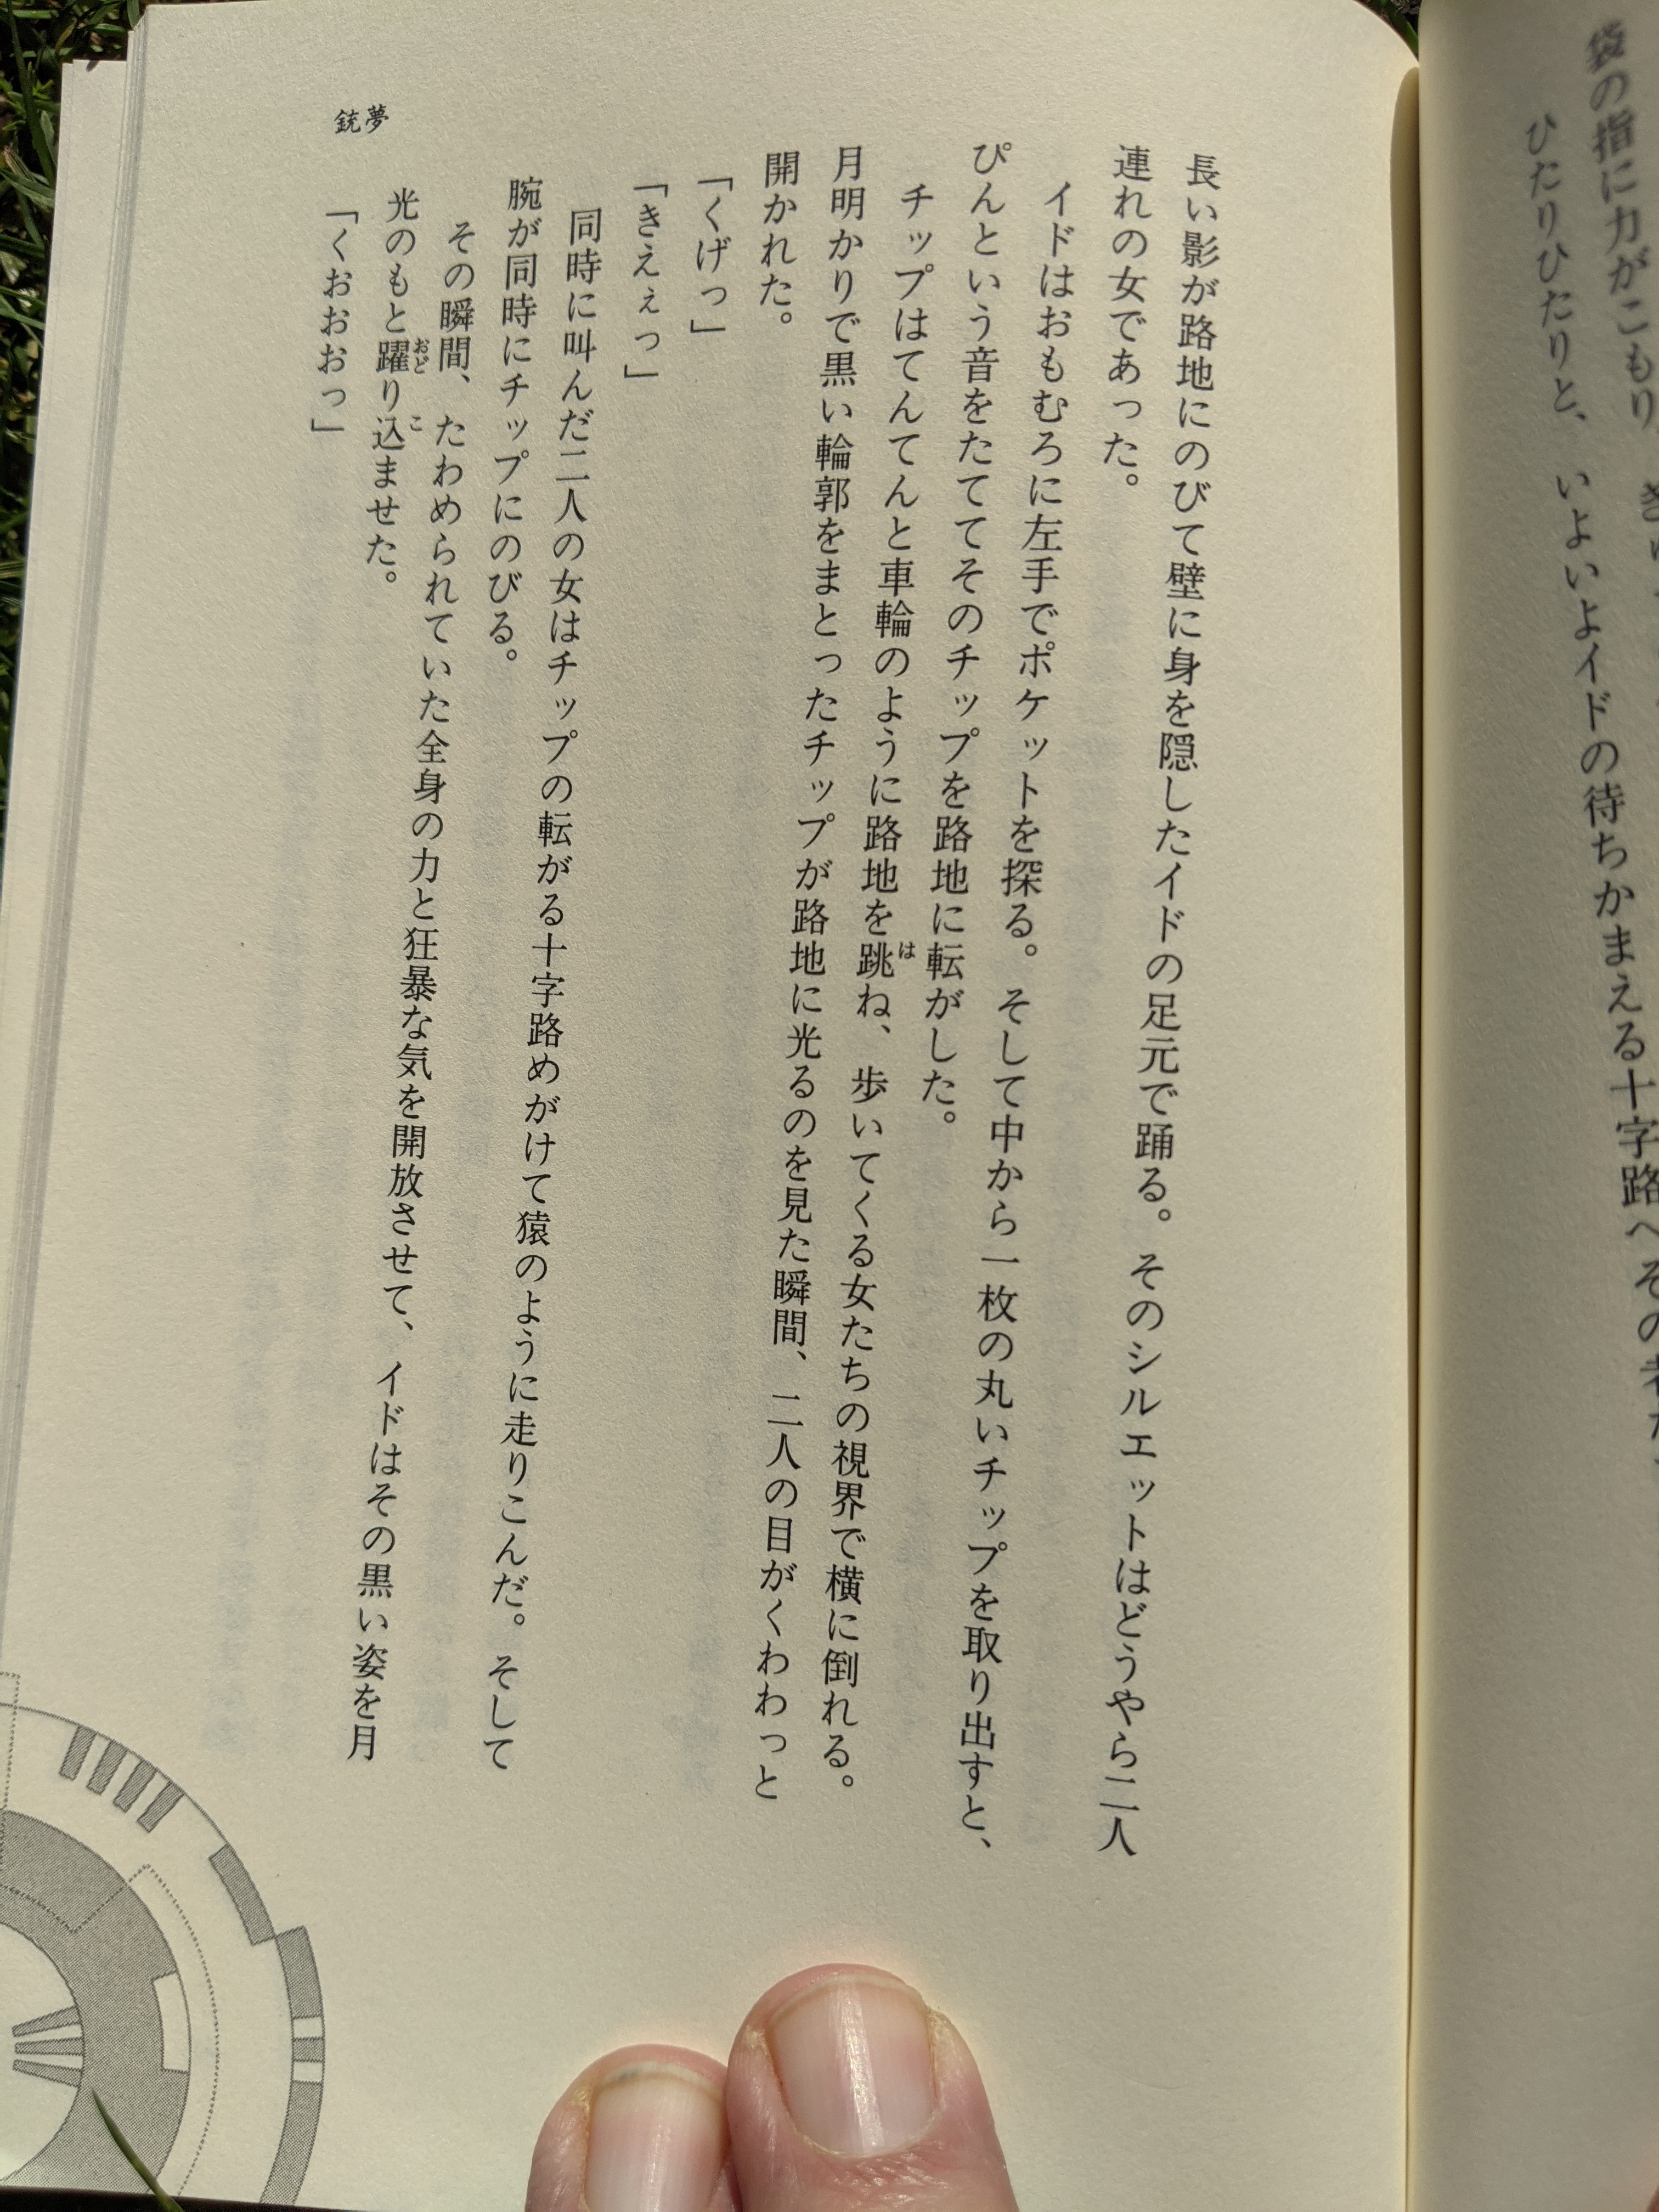 袋の指に力がこもり
ひたりひたりと、いよいよイドの待ちかまえる十字路へその
銃夢
長い影が路地にのびて壁に身を隠したイドの足元で踊る。そのシルエットはどうやら二人
連れの女であった。
イドはおもむろに左手でポケットを探る。そして中から一枚の丸いチップを取り出すと、
ぴんという音をたててそのチップを路地に転がした。
チップはてんてんと車輪のように路地を跳ね、歩いてくる女たちの視界で横に倒れる。
月明かりで黒い輪郭をまとったチップが路地に光るのを見た瞬間、二人の目がくわわっと
開かれた。
「くげっ」
「きえぇっ」
同時に叫んだ二人の女はチップの転がる十字路めがけて猿のように走りこんだ。そして
腕が同時にチップにのびる。
その瞬間、たわめられていた全身の力と狂暴な気を開放させて、イドはその黒い姿を月
光のもと躍り込ませた。
「くおおおっ」